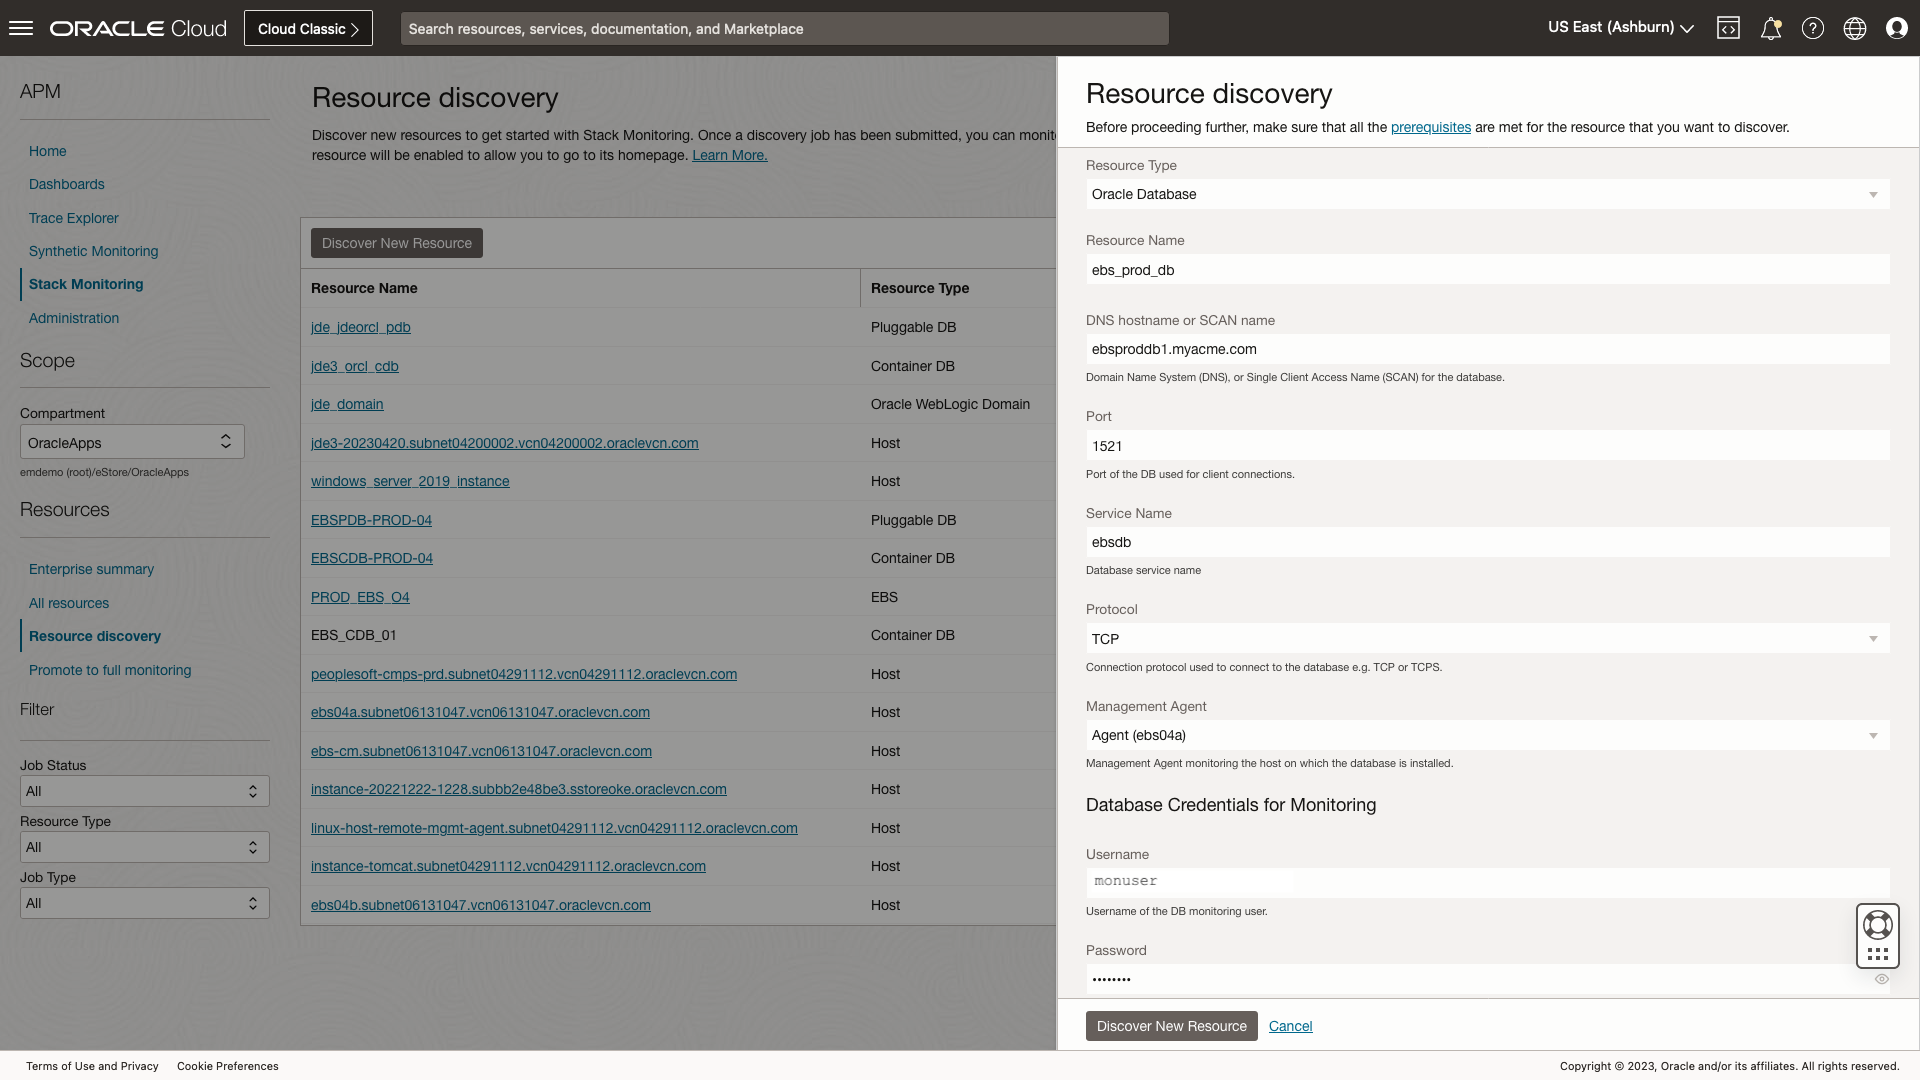 ORACLE Cloud
Cloud Classic
Search resources, services, documentation, and Marketplace
US East (Ashburn)
APM
Home
Dashboards
Trace Explorer
Synthetic Monitoring
Stack Monitoring
Administration
Scope
Compartment
OracleApps
emdemo (root)/eStore/OracleApps
Resources
Enterprise summary
All resources
Resource discovery
Promote to full monitoring
Filter
Job Status
All
Resource Type
All
Job Type
All
Resource discovery
Discover new resources to get started with Stack Monitoring. Once a discovery job has been submitted, you can
resource will be enabled to allow you to go to its homepage. Learn More.
Discover New Resource
Resource Name Resource Type
jde_jdeorcl_pdb Pluggable DB
jde3_orcl_cdb Container DB
jde_domain Oracle WebLogic Domain
jde3-20230420.subnet04200002.vcn04200002.oraclevcn.com Host
windows_server_2019_instance Host
EBSPDB-PROD-04 Pluggable DB
EBSCDB-PROD-04 Container DB
PROD_EBS_O4 EBS
EBS_CDB_01 Container DB
peoplesoft-cmps-prd.subnet04291112.vcn04291112.oraclevcn.com Host
ebs04a.subnet06131047.vcn06131047.oraclevcn.com Host
ebs-cm.subnet06131047.vcn06131047.oraclevcn.com Host
instance-20221222-1228.subbb2e48be3.sstoreoke.oraclevcn.com Host
linux-host-remote-mgmt-agent.subnet04291112.vcn04291112.oraclevcn.com Host
instance-tomcat.subnet04291112.vcn04291112.oraclevcn.com Host
ebs04b.subnet06131047.vcn06131047.oraclevcn.com Host
Resource discovery
Before proceeding further, make sure that all the prerequisites are met for the resource that you want to discover.
Resource Type
Oracle Database
Resource Name
ebs_prod_db
DNS hostname or SCAN name
ebsproddb1.myacme.com
Domain Name System (DNS), or Single Client Access Name (SCAN) for the database.
Port
1521
Port of the DB used for client connections.
Service Name
ebsdb
Database service name
Protocol
TCP
Connection protocol used to connect to the database e.g. TCP or TCPS.
Management Agent
Agent (ebs04a)
Management Agent monitoring the host on which the database is installed.
Database Credentials for Monitoring
Username
monuser
Username of the DB monitoring user.
Password
••••••••
Discover New Resource Cancel
Terms of Use and Privacy Cookie Preferences
Copyright © 2023, Oracle and/or its affiliates. All rights reserved.